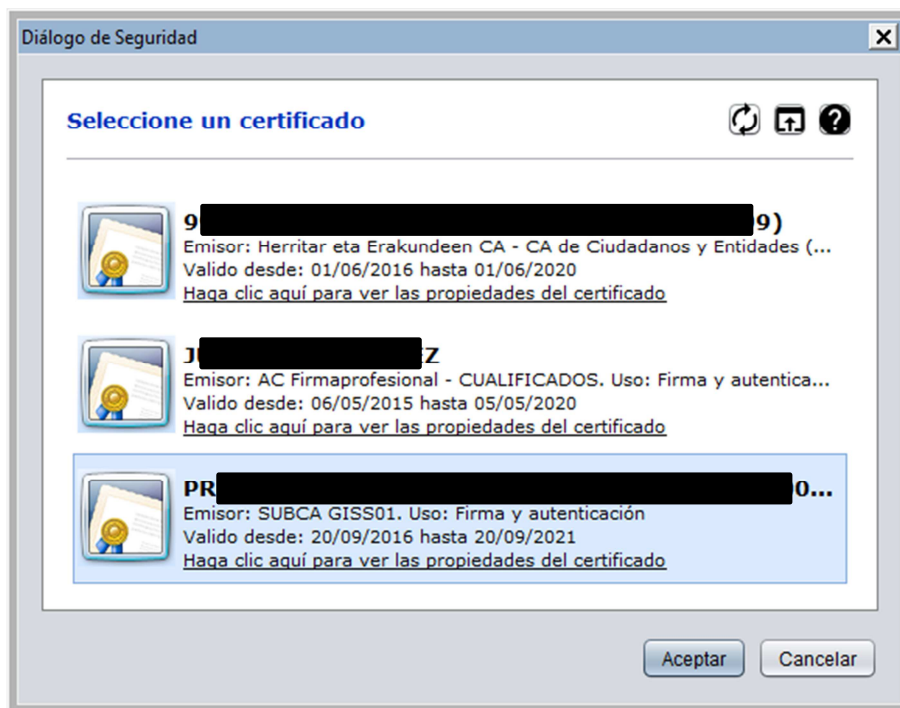 Diálogo de Seguridad
Seleccione un certificado
9 9)
Emisor: Herritar eta Erakundeen CA - CA de Ciudadanos y Entidades (...
Valido desde: 01/06/2016 hasta 01/06/2020
Haga clic aquí para ver las propiedades del certificado
J Z
Emisor: AC Firmaprofesional - CUALIFICADOS. Uso: Firma y autentica...
Valido desde: 06/05/2015 hasta 05/05/2020
Haga clic aquí para ver las propiedades del certificado
PR 0...
Emisor: SUBCA GISS01. Uso: Firma y autenticación
Valido desde: 20/09/2016 hasta 20/09/2021
Haga clic aquí para ver las propiedades del certificado
Aceptar Cancelar